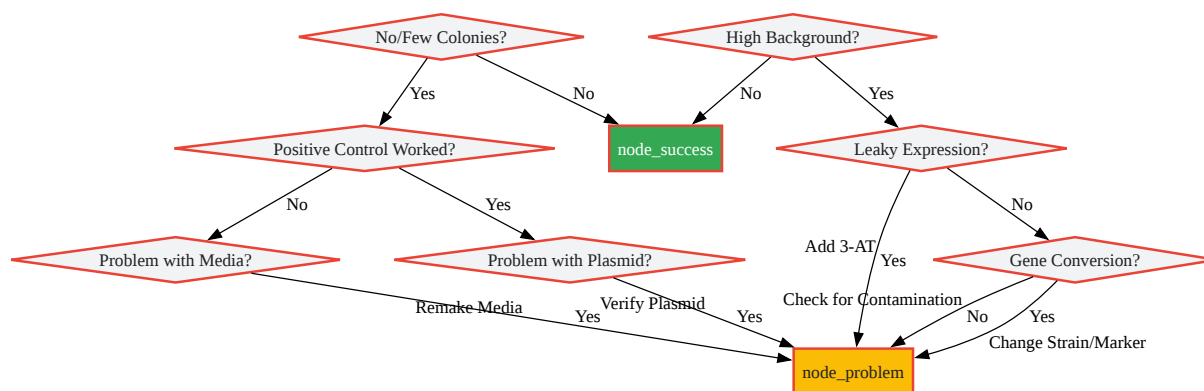 No/Few Colonies?
High Background?
Yes
No
No
Yes
Positive Control Worked?
node_success
Leaky Expression?
No
Yes
No
Add 3-AT
Yes
Problem with Media?
Problem with Plasmid?
Gene Conversion?
Remake Media
Yes
Verify Plasmid
Yes
Check for Contamination
No
Yes
Change Strain/Marker
node_problem